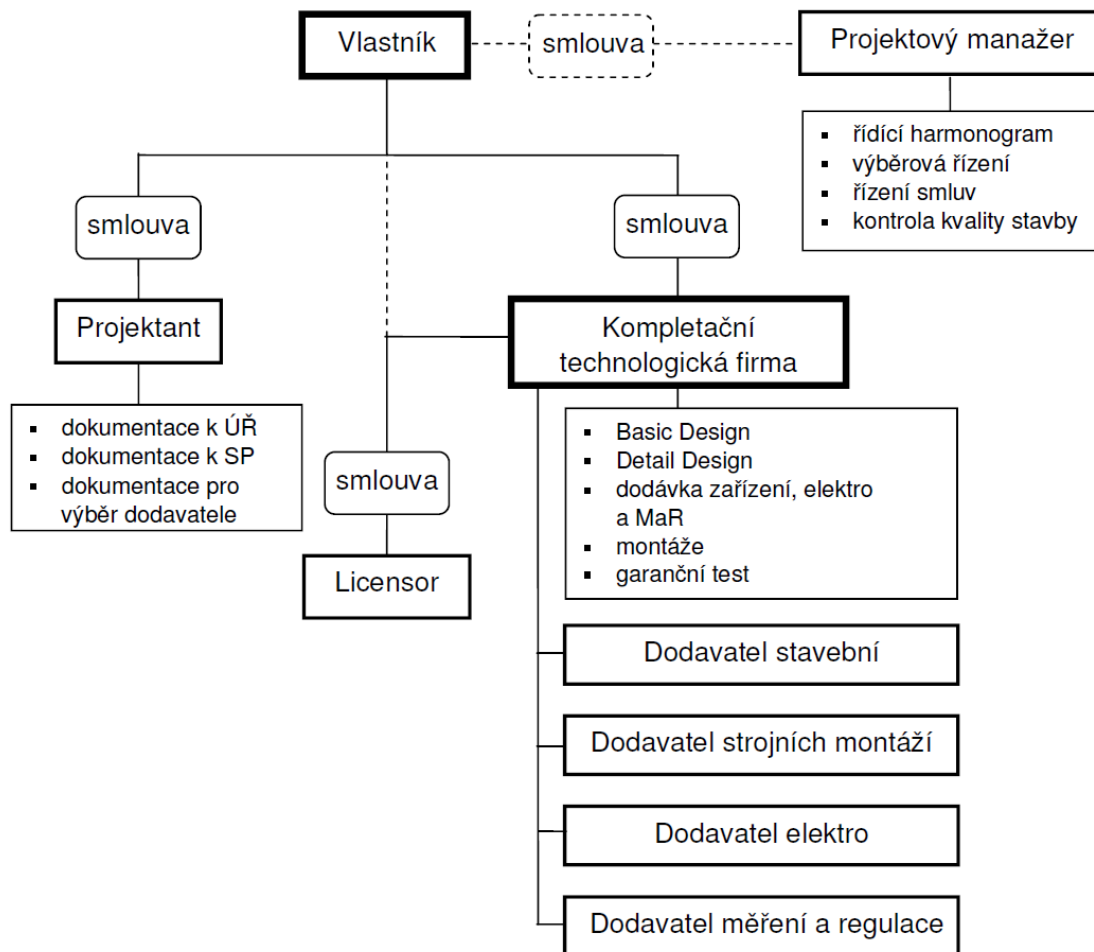 Vlastník
smlouva
Projektový manažer
▪ řídící harmonogram
▪ výběrová řízení
▪ řízení smluv
▪ kontrola kvality stavby
smlouva
smlouva
Projektant
Kompletační
technologická firma
▪ dokumentace k ÚŘ
▪ dokumentace k SP
▪ dokumentace pro
výběr dodavatele
smlouva
Licensor
▪ Basic Design
▪ Detail Design
▪ dodávka zařízení, elektro
a MaR
▪ montáže
▪ garanční test
Dodavatel stavební
Dodavatel strojních montáží
Dodavatel elektro
Dodavatel měření a regulace